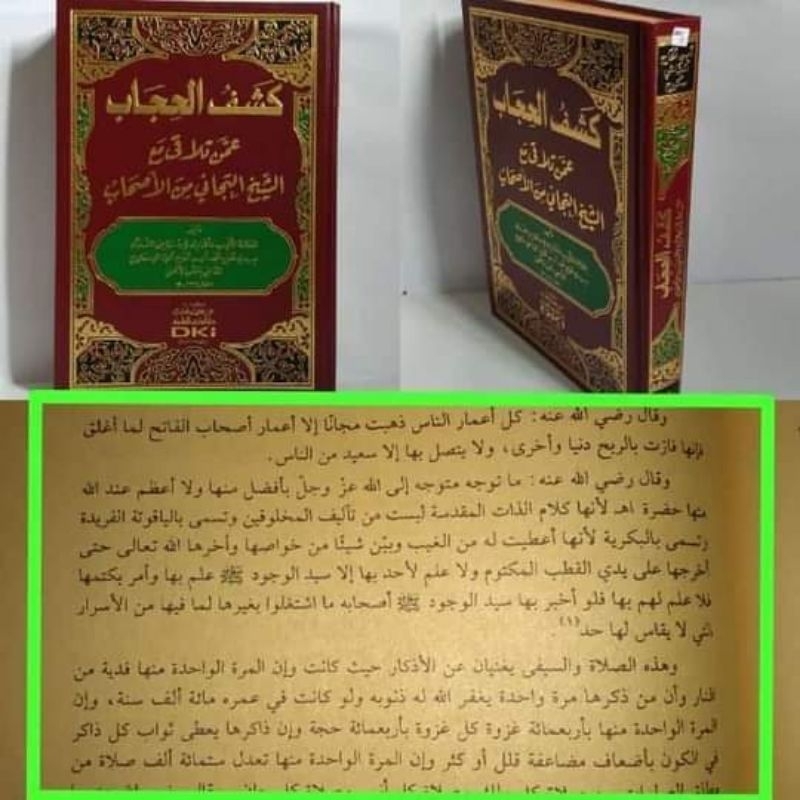 كشف الحجاب
عمن تلاقى مع
الشيخ التجاني من الأصحاب
DKi
كشف الحجاب
عمن تلاقى مع
الشيخ التجاني من الأصحاب
كشف الحجاب
وقال رضي الله عنه: كل أعمار الناس ذهبت مجانًا إلا أعمار أصحاب الفاتح لما أغلق
فإنها فازت بالربح دنيا وأخرى، ولا يتصل بها إلا سعيد من الناس.
وقال رضي الله عنه: ما توجه متوجه إلى الله عزّ وجلّ بأفضل منها ولا أعظم عند الله
منها حضرة اهـ لأنها كلام الذات المقدسة ليست من تآليف المخلوقين وتسمى بالياقوتة الفريدة
وتسمى بالبكرية لأنها أعطيت له من الغيب وبيّن شيئًا من خواصها وأخرها الله تعالى حتى
أخرجها على يدي القطب المكتوم ولا علم لأحد بها إلا سيد الوجود ﷺ علم بها وأمر بكتمها
فلا علم لهم بها فلو أخبر بها سيد الوجود ﷺ أصحابه ما اشتغلوا بغيرها لما فيها من الأسرار
التي لا يقاس لها حد(١).
وهذه الصلاة والسيفى يغنيان عن الأذكار حيث كانت وإن المرة الواحدة منها فدية من
النار وأن من ذكرها مرة واحدة يغفر الله له ذنوبه ولو كانت في عمره مائة ألف سنة، وإن
المرة الواحدة منها بأربعمائة غزوة كل غزوة بأربعمائة حجة وإن ذاكرها يعطى ثواب كل ذاكر
في الكون بأضعاف مضاعفة قلل أو كثر وإن المرة الواحدة منها تعدل ستمائة ألف صلاة من